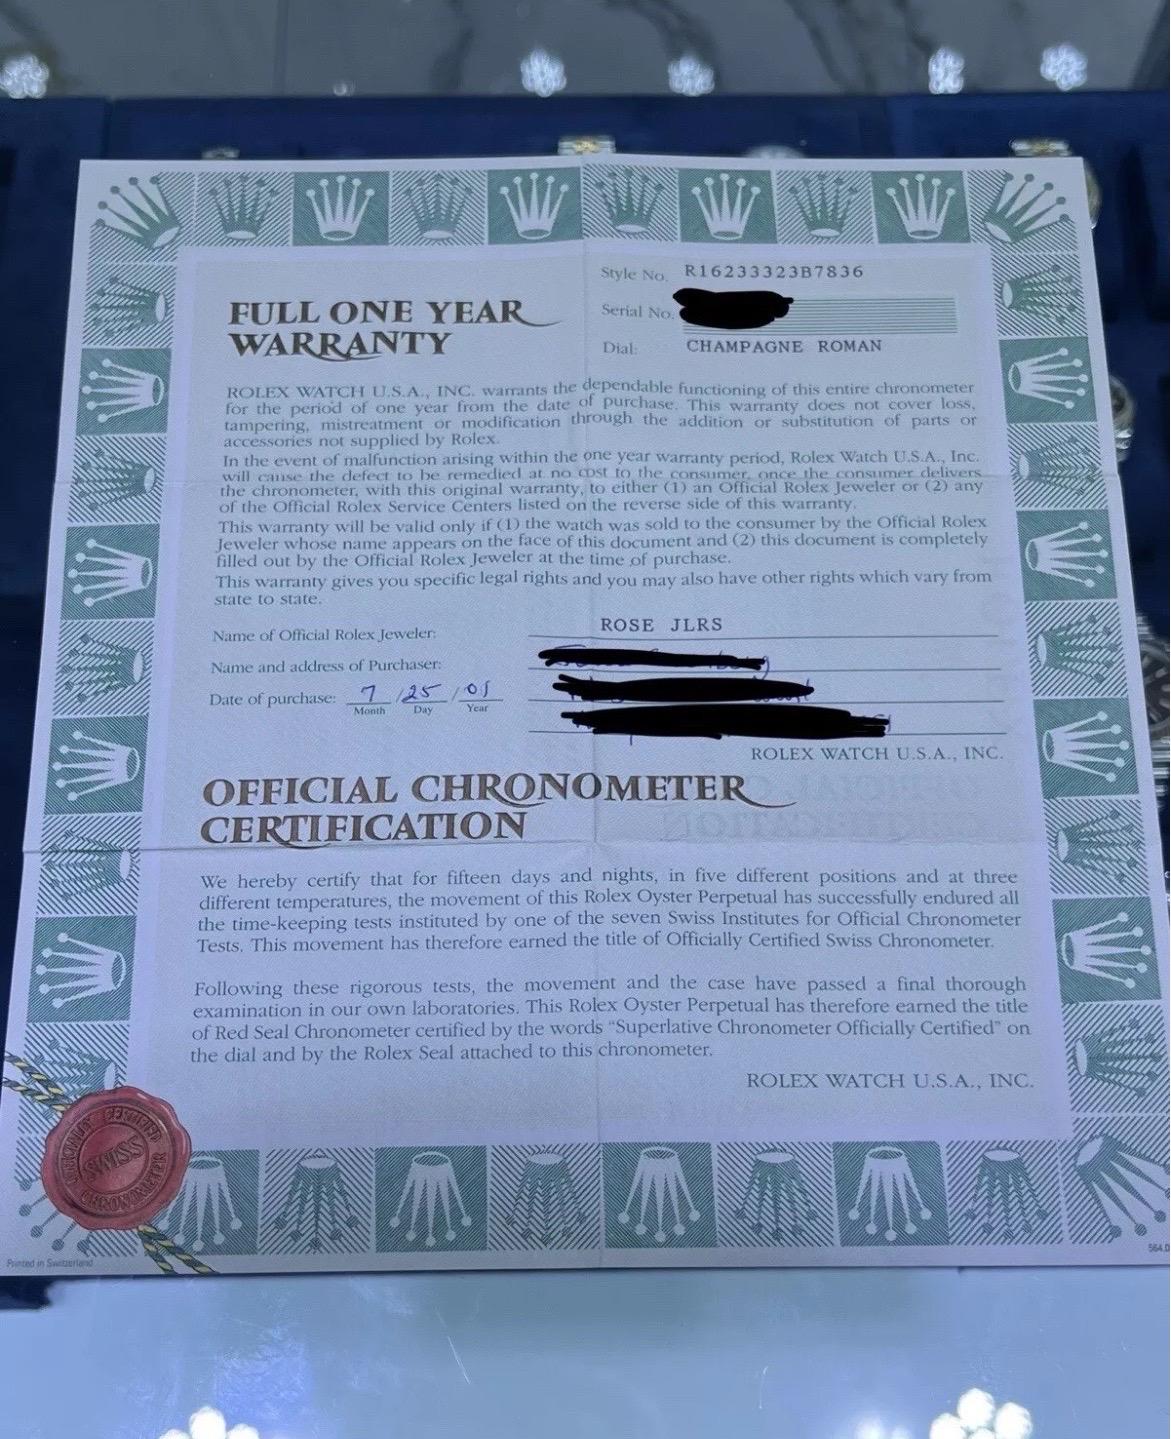 Style No. R16233323B7836
FULL ONE YEAR
WARRANTY
Serial No.
Dial: CHAMPAGNE ROMAN
ROLEX WATCH U.S.A., INC. warrants the dependable functioning of this entire chronometer
for the period of one year from the date of purchase. This warranty does not cover loss,
tampering, mistreatment or modification through the addition or substitution of parts or
accessories not supplied by Rolex.
In the event of malfunction arising within the one year warranty period, Rolex Watch U.S.A., Inc.
will cause the defect to be remedied at no cost to the consumer, once the consumer delivers
the chronometer, with this original warranty, to either (1) an Official Rolex Jeweler or (2) any
of the Official Rolex Service Centers listed on the reverse side of this warranty.
This warranty will be valid only if (1) the watch was sold to the consumer by the Official Rolex
Jeweler whose name appears on the face of this document and (2) this document is completely
filled out by the Official Rolex Jeweler at the time of purchase.
This warranty gives you specific legal rights and you may also have other rights which vary from
state to state.
Name of Official Rolex Jeweler: ROSE JLRS
Name and address of Purchaser:
Date of purchase: 7 / 25 / 05
Month Day Year
ROLEX WATCH U.S.A., INC.
OFFICIAL CHRONOMETER
CERTIFICATION
We hereby certify that for fifteen days and nights, in five different positions and at three
different temperatures, the movement of this Rolex Oyster Perpetual has successfully endured all
the time-keeping tests instituted by one of the seven Swiss Institutes for Official Chronometer
Tests. This movement has therefore earned the title of Officially Certified Swiss Chronometer.
Following these rigorous tests, the movement and the case have passed a final thorough
examination in our own laboratories. This Rolex Oyster Perpetual has therefore earned the title
of Red Seal Chronometer certified by the words “Superlative Chronometer Officially Certified” on
the dial and by the Rolex Seal attached to this chronometer.
ROLEX WATCH U.S.A., INC.
OFFICIALLY CERTIFIED
SWISS
CHRONOMETER
Printed in Switzerland
564.0